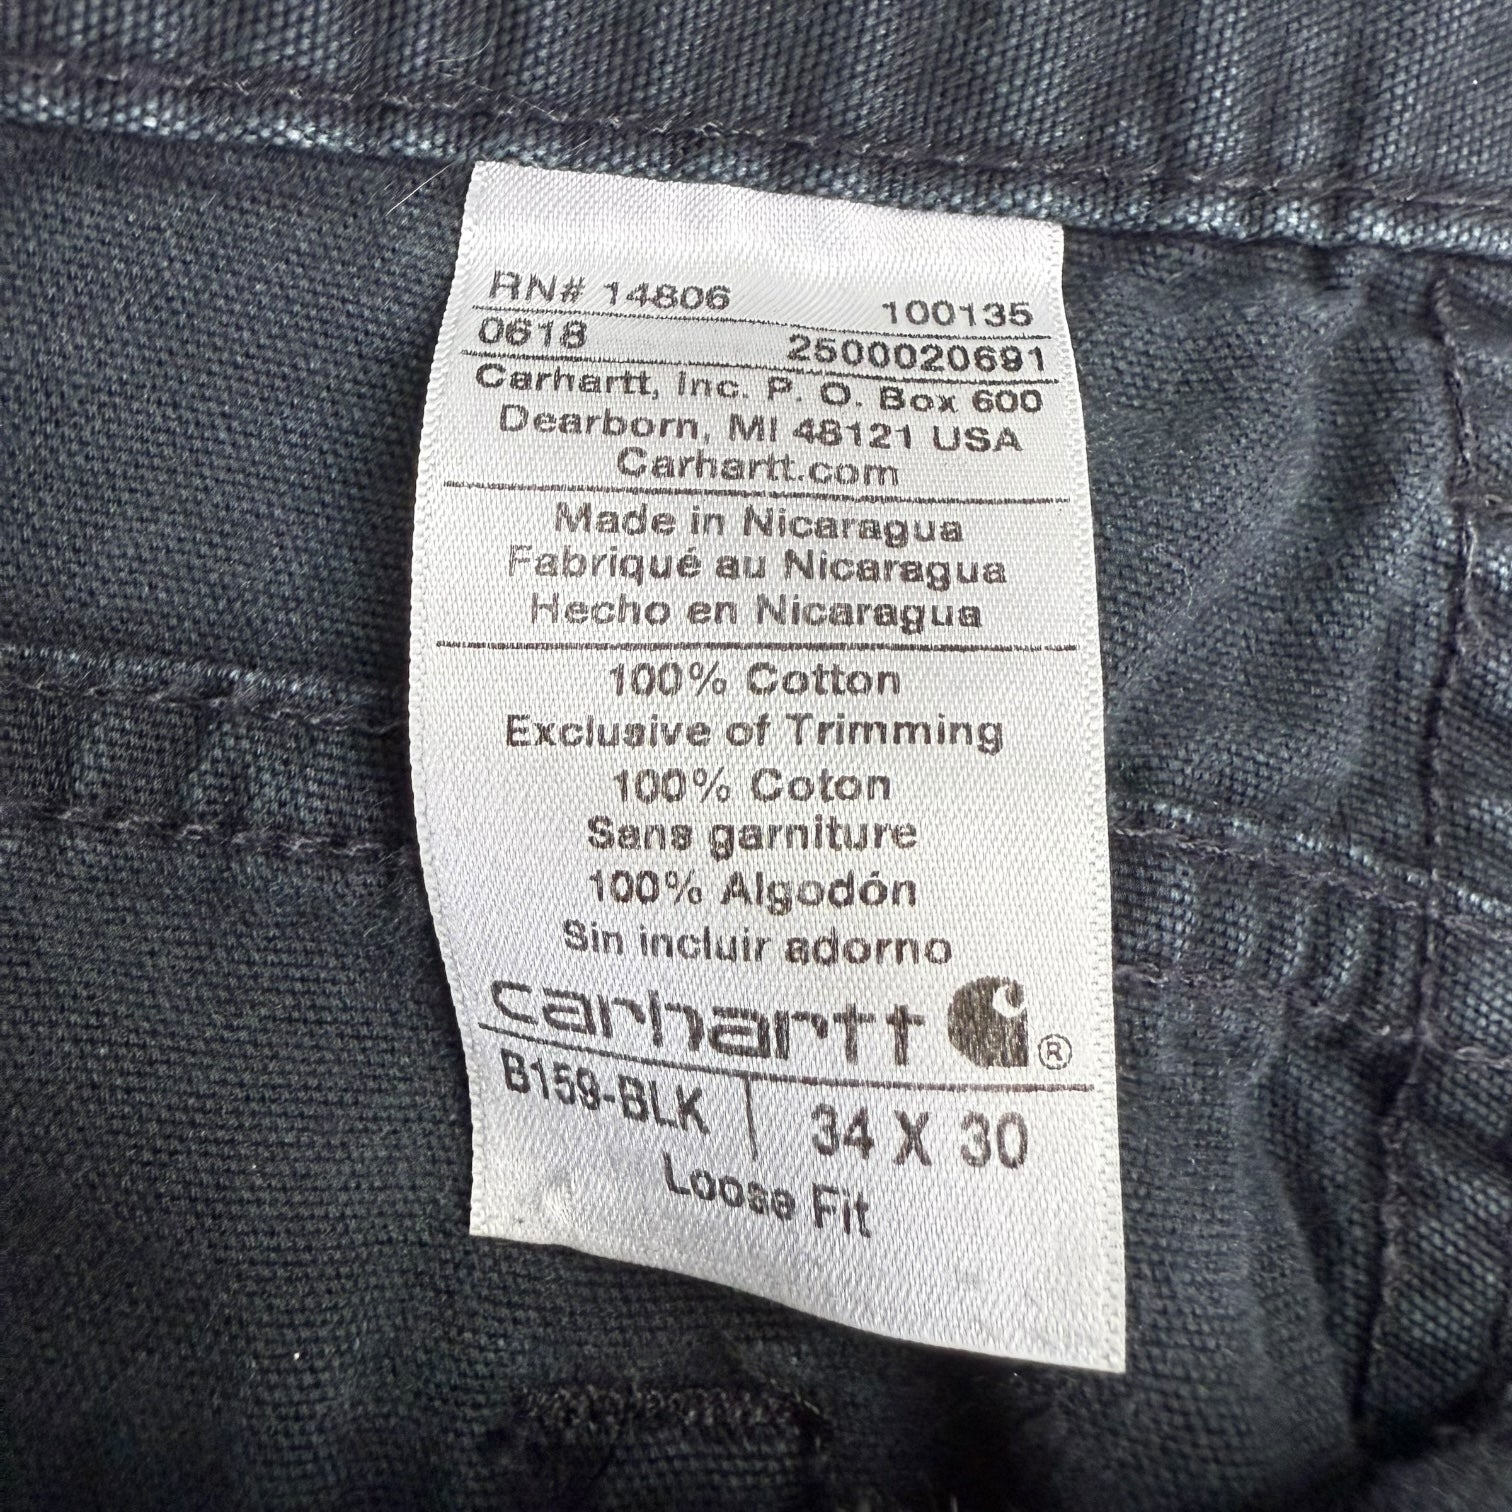 RN# 14806 100135
0618 2500020691
Carhartt, Inc. P. O. Box 600
Dearborn, MI 48121 USA
Carhartt.com
Made in Nicaragua
Fabriqué au Nicaragua
Hecho en Nicaragua
100% Cotton
Exclusive of Trimming
100% Coton
Sans garniture
100% Algodón
Sin incluir adorno
carhartt ®
B159-BLK 34 X 30
Loose Fit